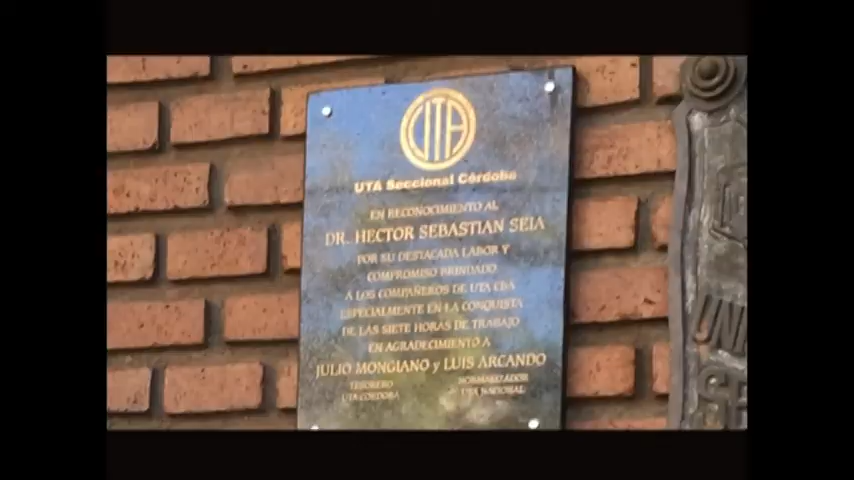 UTA
UTA Seccional Córdoba
EN RECONOCIMIENTO AL
DR. HECTOR SEBASTIAN SEIA
POR SU DESTACADA LABOR Y
COMPROMISO BRINDADO
A LOS COMPAÑEROS DE UTA CBA
ESPECIALMENTE EN LA CONQUISTA
DE LAS SIETE HORAS DE TRABAJO
EN AGRADECIMIENTO A
JULIO MONGIANO y LUIS ARCANDO
TESORERO NORMALIZADOR
UTA CORDOBA UTA NACIONAL